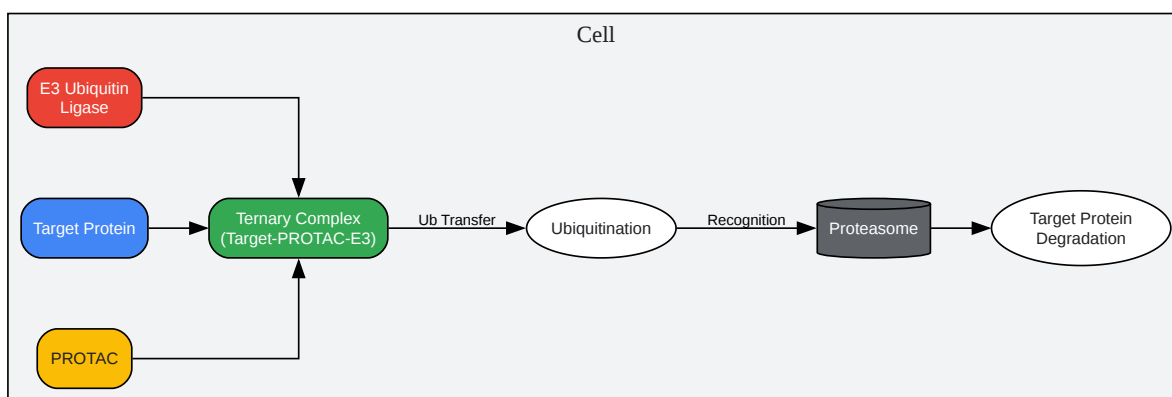 Cell
E3 Ubiquitin
Ligase
Target Protein
PROTAC
Ternary Complex
(Target-PROTAC-E3)
Ub Transfer
Ubiquitination
Recognition
Proteasome
Target Protein
Degradation